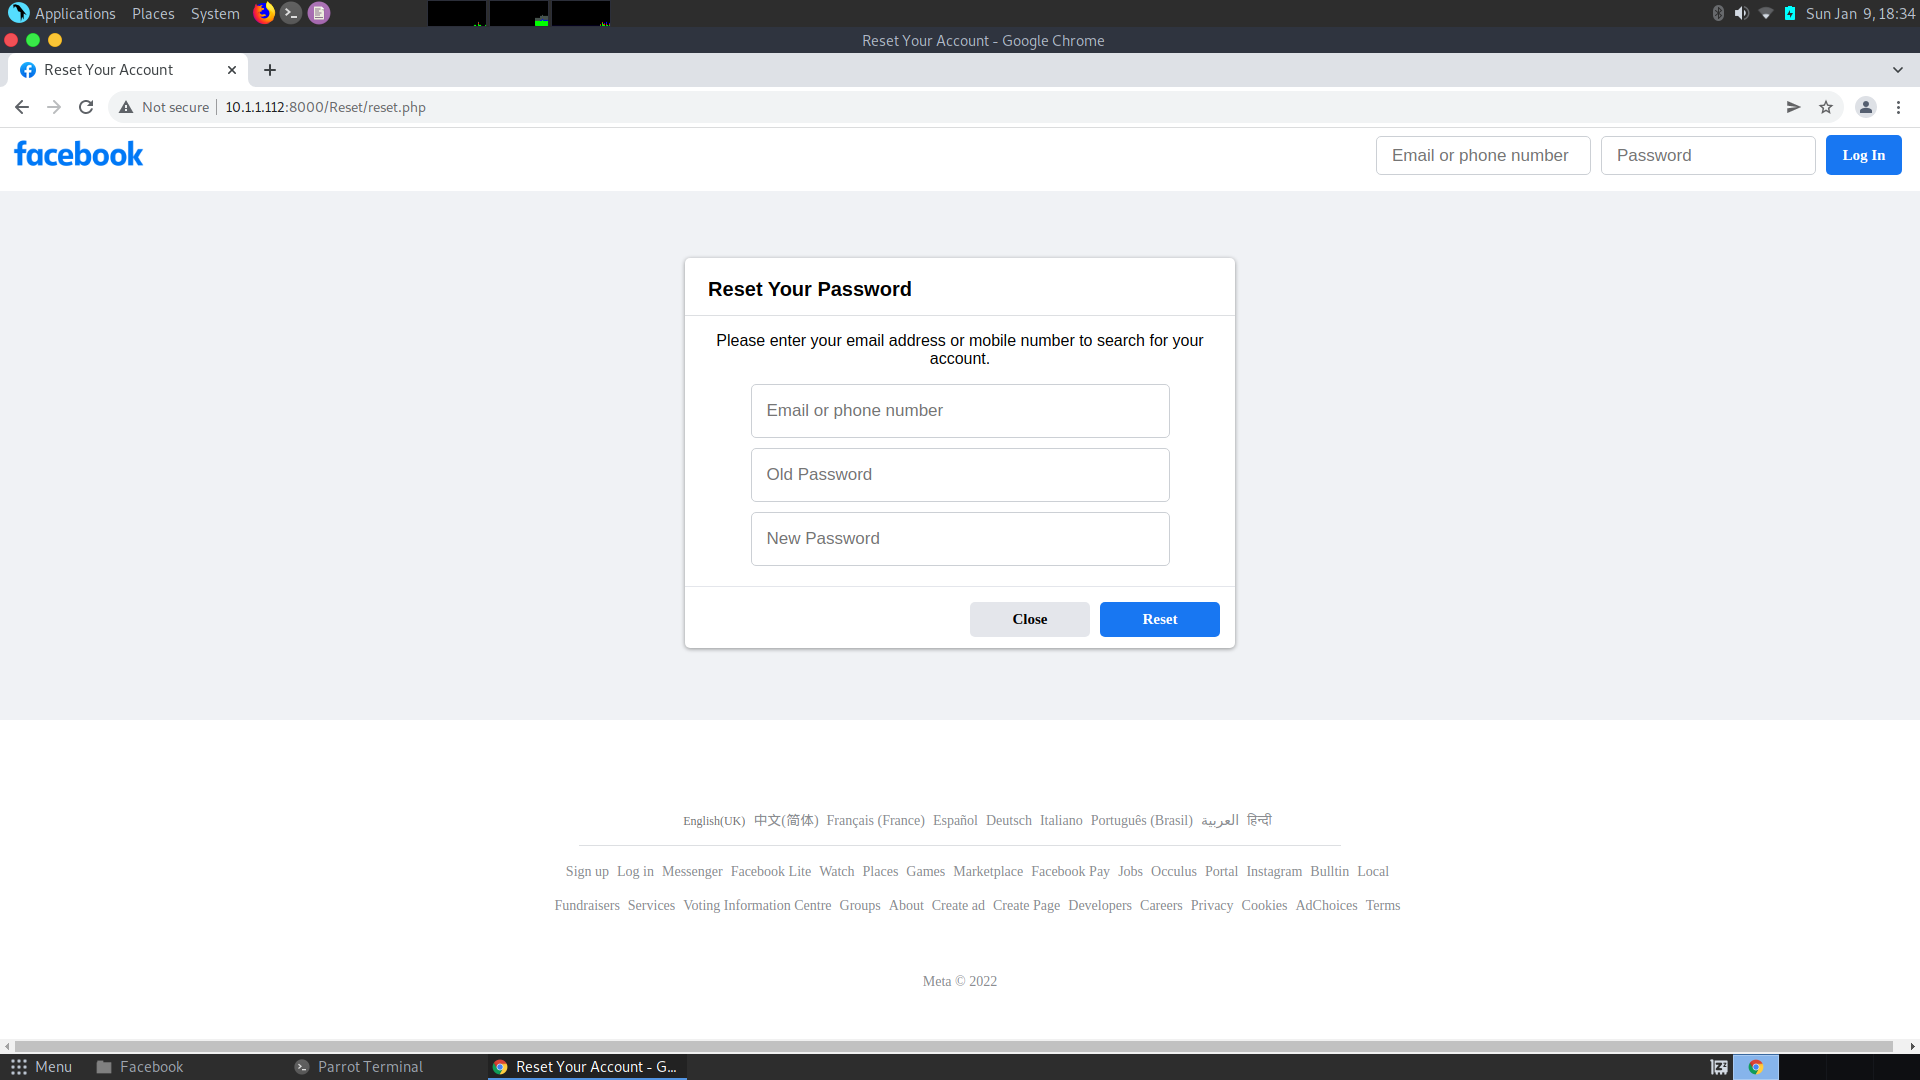 Applications Places System Sun Jan 9, 18:34
Reset Your Account - Google Chrome
Reset Your Account
Not secure 10.1.1.112:8000/Reset/reset.php
facebook Email or phone number Password Log In
Reset Your Password
Please enter your email address or mobile number to search for your
account.
Email or phone number
Old Password
New Password
Close Reset
English(UK) 中文(简体) Français (France) Español Deutsch Italiano Português (Brasil) العربية हिन्दी
Sign up Log in Messenger Facebook Lite Watch Places Games Marketplace Facebook Pay Jobs Occulus Portal Instagram Bulltin Local
Fundraisers Services Voting Information Centre Groups About Create ad Create Page Developers Careers Privacy Cookies AdChoices Terms
Meta © 2022
Menu Facebook Parrot Terminal Reset Your Account - G...